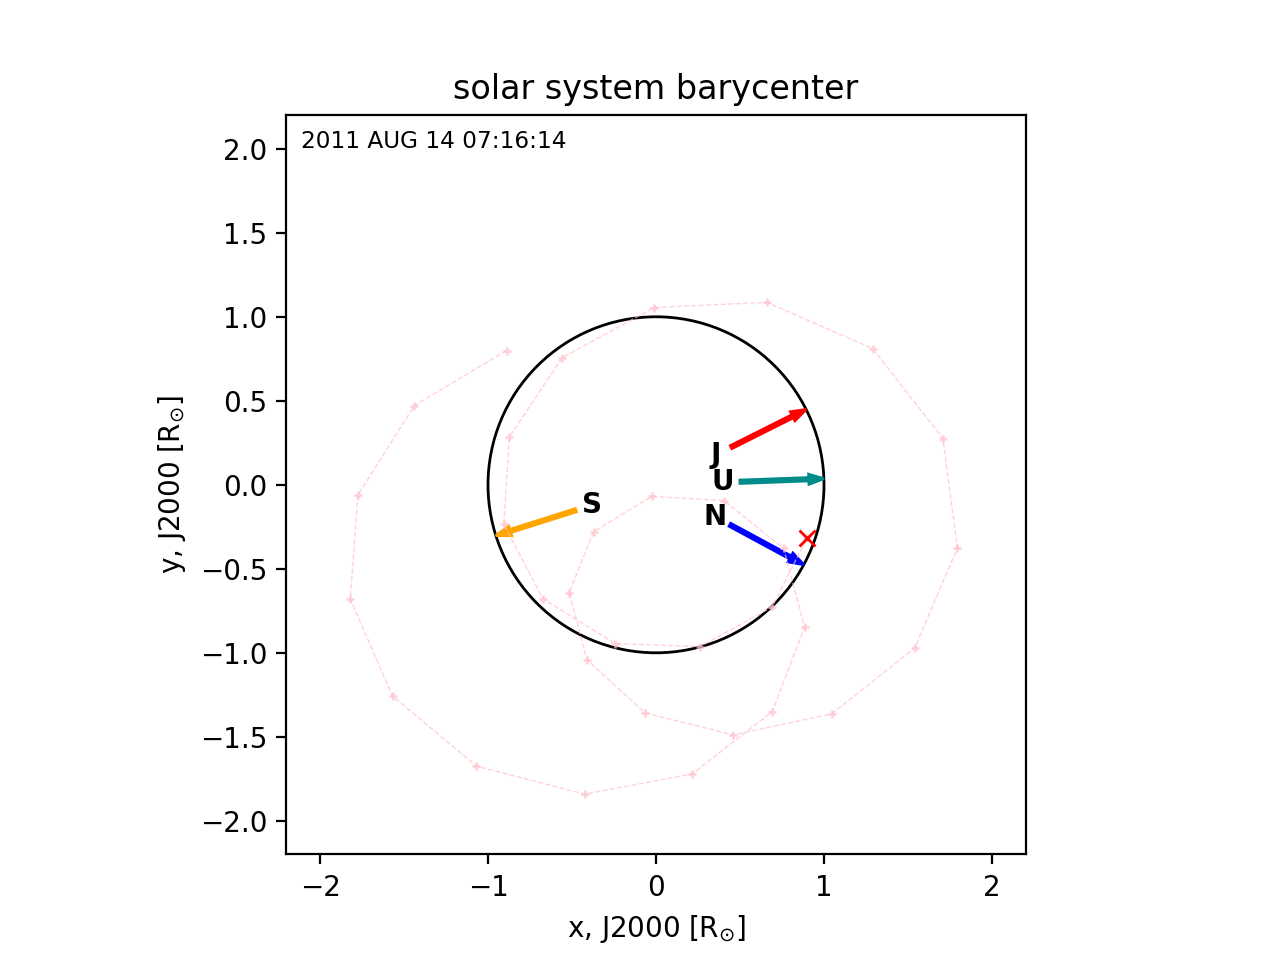 solar system barycenter
2011 AUG 14 07:16:14
2.0
1.5
1.0
0.5
0.0
−0.5
−1.0
−1.5
−2.0
y, J2000 [R☉]
J
U
S
N
−2
−1
0
1
2
x, J2000 [R☉]